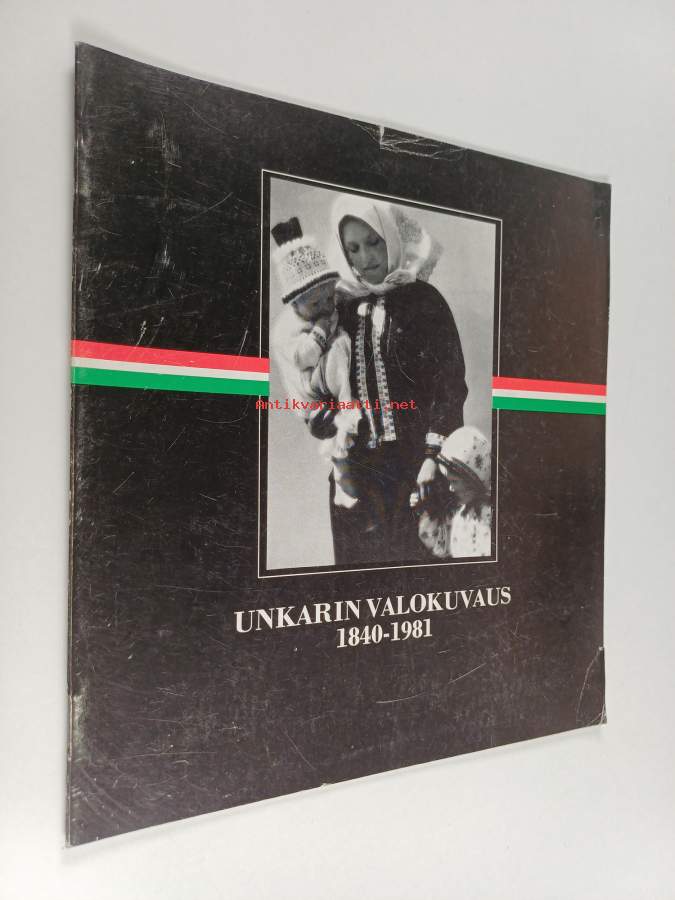 Antikvariaatti.net
UNKARIN VALOKUVAUS
1840-1981